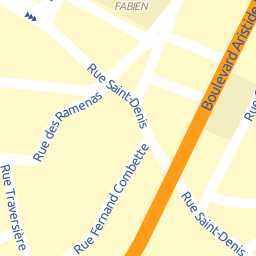 FABIEN
Boulevard Aristide
Rue Saint-Denis
Rue des Ramenas
Rue Fernand Combette
Rue Traversière
Rue Saint-Denis